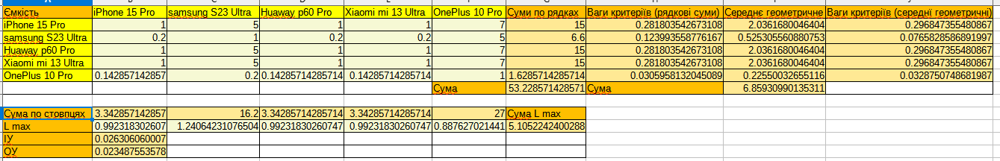 Ємкість iPhone 15 Pro samsung S23 Ultra Huaway p60 Pro Xiaomi mi 13 Ultra OnePlus 10 Pro Суми по рядках Ваги критеріїв (рядкові суми) Середнє геометричне Ваги критеріїв (середнї геометричні)
iPhone 15 Pro 1 5 1 1 7 15 0.281803542673108 2.0361680046404 0.296847355480867
samsung S23 Ultra 0.2 1 0.2 0.2 5 6.6 0.123993558776167 0.525305560880753 0.0765828586891997
Huaway p60 Pro 1 5 1 1 7 15 0.281803542673108 2.0361680046404 0.296847355480867
Xiaomi mi 13 Ultra 1 5 1 1 7 15 0.281803542673108 2.0361680046404 0.296847355480867
OnePlus 10 Pro 0.142857142857 0.2 0.14285714285714 0.14285714285714 1 1.6285714285714 0.0305958132045089 0.22550032655116 0.0328750748681987
Сума 53.228571428571 Сума 6.85930990135311
Сума по стовпцях 3.342857142857 16.2 3.34285714285714 3.34285714285714 27 Сума L max
L max 0.992318302607 1.24064231076504 0.99231830260747 0.99231830260747 0.887627021441 5.1052242400288
ІУ 0.026306060007
ОУ 0.023487553578